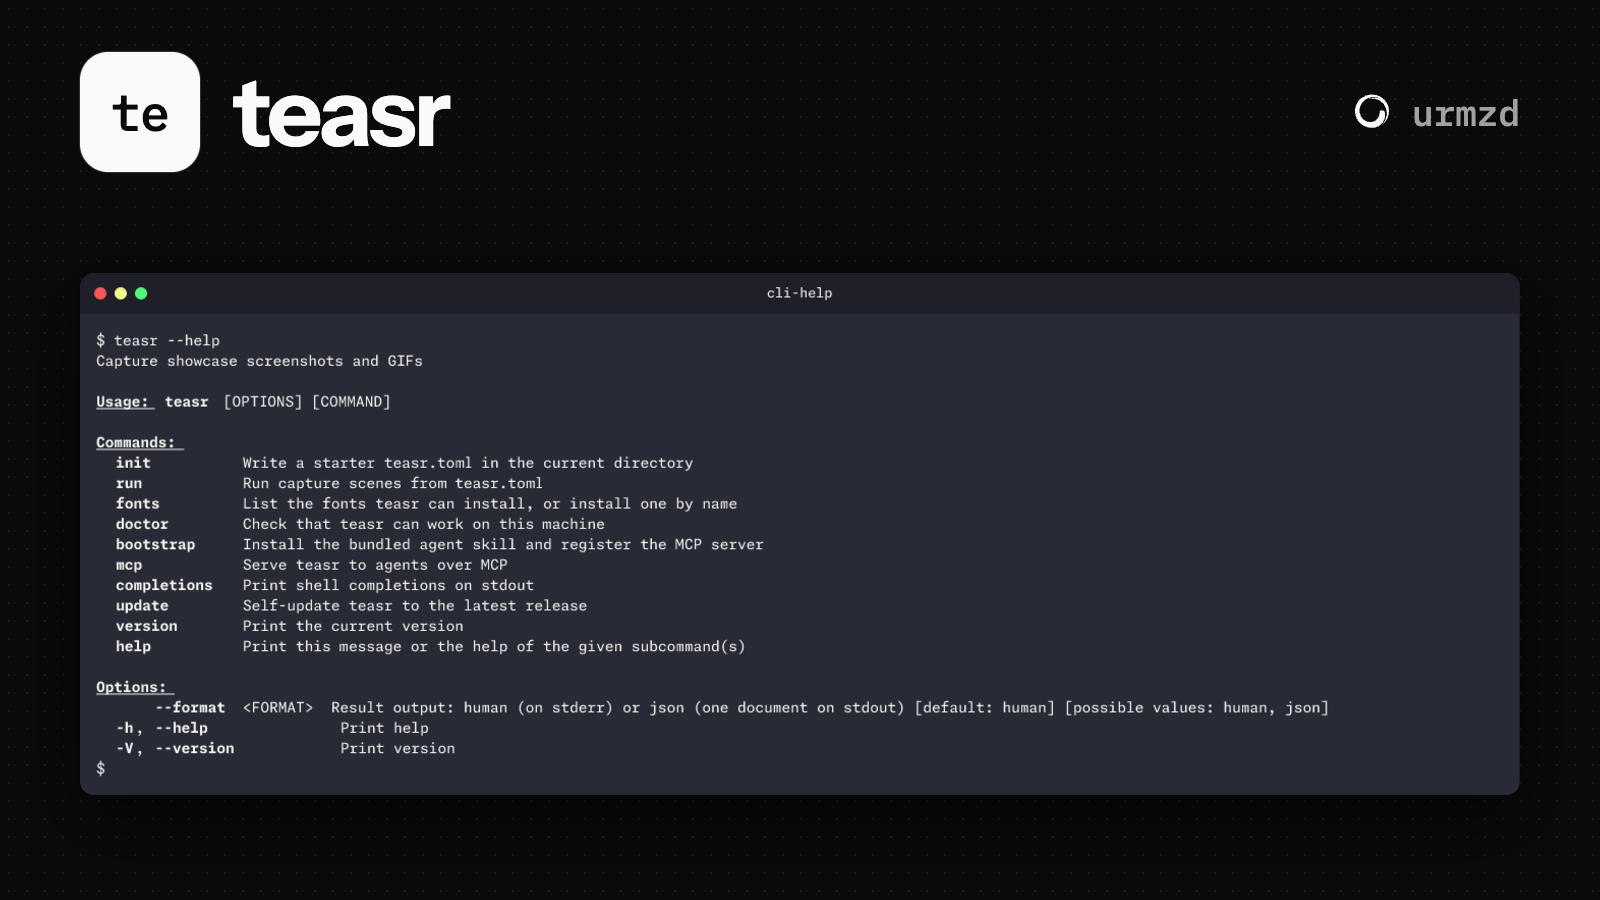 te
teasr
urmzd
cli-help
$ teasr --help
Capture showcase screenshots and GIFs
Usage: teasr [OPTIONS] [COMMAND]
Commands:
init Write a starter teasr.toml in the current directory
run Run capture scenes from teasr.toml
fonts List the fonts teasr can install, or install one by name
doctor Check that teasr can work on this machine
bootstrap Install the bundled agent skill and register the MCP server
mcp Serve teasr to agents over MCP
completions Print shell completions on stdout
update Self-update teasr to the latest release
version Print the current version
help Print this message or the help of the given subcommand(s)
Options:
--format <FORMAT> Result output: human (on stderr) or json (one document on stdout) [default: human] [possible values: human, json]
-h, --help Print help
-V, --version Print version
$